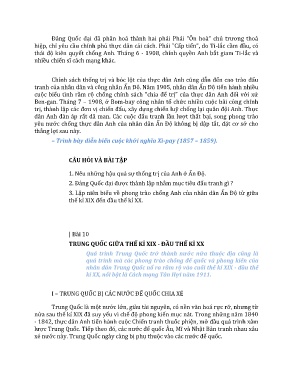 Đảng Quốc đại đã phân hoá thành hai phái Phái "Ôn hoà" chủ trương thoả
hiệp, chỉ yêu cầu chính phủ thực dân cải cách. Phái "Cấp tiến", do Ti-lắc cầm đầu, có
thái độ kiên quyết chống Anh. Tháng 6 - 1908, chính quyền Anh bắt giam Ti-lắc và
nhiều chiến sĩ cách mạng khác.
Chính sách thống trị và bóc lột của thực dân Anh cùng dẫn đến cao trào đấu
tranh của nhân dân và công nhân Ấn Độ. Năm 1905, nhân dân Ấn Độ tiến hành nhiều
cuộc biểu tình rầm rộ chống chính sách "chia để trị" của thực dân Anh đối với xứ
Ben-gan. Tháng 7 – 1908, ở Bom-bay công nhân tổ chức nhiều cuộc bãi công chính
trị, thành lập các đơn vị chiến đấu, xây dựng chiến luỹ chống lại quân đội Anh. Thực
dân Anh đàn áp rất dã man. Các cuộc đấu tranh lần lượt thất bại, song phong trào
yêu nước chống thực dân Anh của nhân dân Ấn Độ không bị dập tắt, đặt cơ sở cho
thắng lợi sau này.
– Trình bày diễn biến cuộc khởi nghĩa Xi-pay (1857 – 1859).
CÂU HỎI VÀ BÀI TẬP
1. Nêu những hậu quả sự thống trị của Anh ở Ấn Độ.
2. Đảng Quốc đại được thành lập nhằm mục tiêu đấu tranh gì ?
3. Lập niên biểu về phong trào chống Anh của nhân dân Ấn Độ từ giữa
thế kỉ XIX đến đầu thế kỉ XX.
| Bài 10
TRUNG QUỐC GIỮA THẾ KỈ XIX - ĐẦU THẾ KỈ XX
Quá trình Trung Quốc trở thành nước nửa thuộc địa cũng là
quá trình mà các phong trào chống đế quốc và phong kiến của
nhân dân Trung Quốc nổ ra rầm rộ vào cuối thế kỉ XIX - đầu thế
kỉ XX, nổi bật là Cách mạng Tân Hợi năm 1911.
I – TRUNG QUỐC BỊ CÁC NƯỚC ĐẾ QUỐC CHIA XẺ
Trung Quốc là một nước lớn, giàu tài nguyên, có nền văn hoá rực rỡ, nhưng từ
nửa sau thế kỉ XIX đã suy yếu vì chế độ phong kiến mục nát. Trong những năm 1840
- 1842, thực dân Anh tiến hành cuộc Chiến tranh thuốc phiện, mở đầu quá trình xâm
lược Trung Quốc. Tiếp theo đó, các nước đế quốc Âu, Mĩ và Nhật Bản tranh nhau xâu
xé nước này. Trung Quốc ngày càng bị phụ thuộc vào các nước đế quốc.